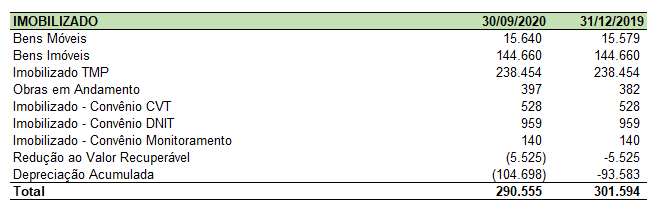 IMOBILIZADO 30/09/2020 31/12/2019
Bens Móveis 15.640 15.579
Bens Imóveis 144.660 144.660
Imobilizado TMP 238.454 238.454
Obras em Andamento 397 382
Imobilizado - Convênio CVT 528 528
Imobilizado - Convênio DNIT 959 959
Imobilizado - Convênio Monitoramento 140 140
Redução ao Valor Recuperável (5.525) -5.525
Depreciação Acumulada (104.698) -93.583
Total 290.555 301.594